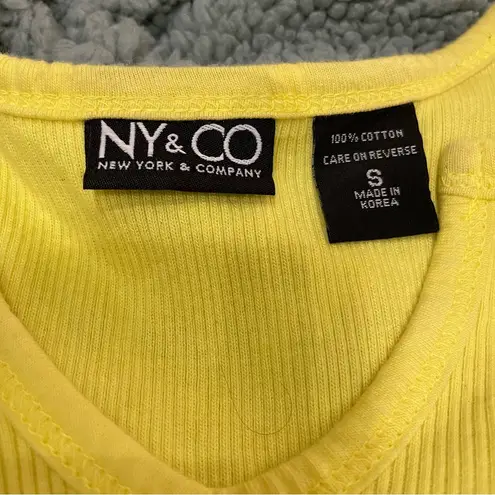 NY & CO
NEW YORK & COMPANY
100% COTTON
CARE ON REVERSE
S
MADE IN
KOREA